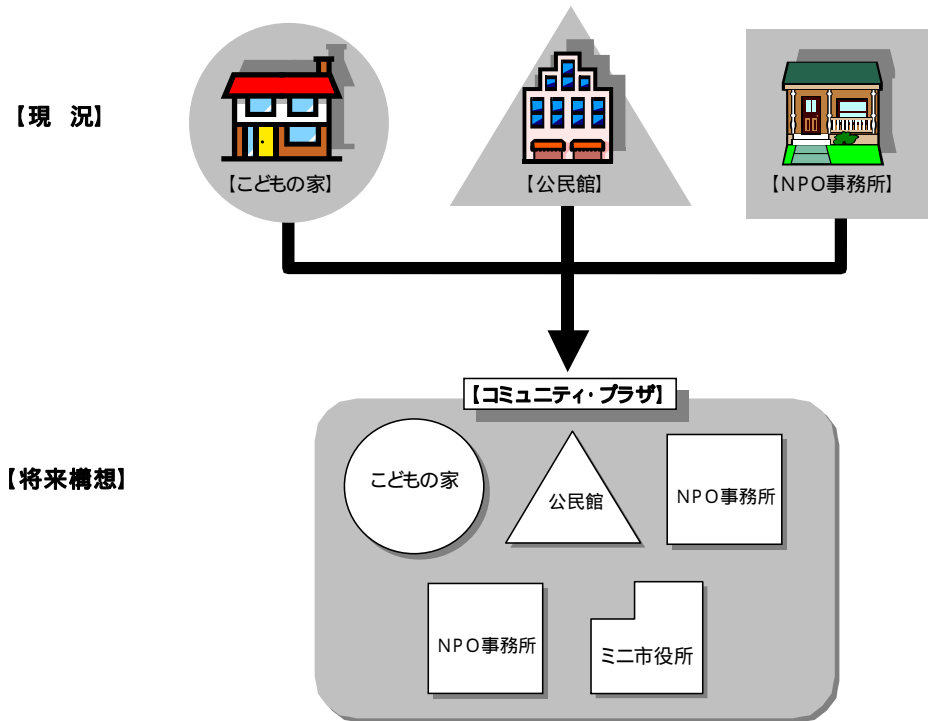 【現 況】
【こどもの家】
【公民館】
【NPO事務所】
【コミュニティ・プラザ】
【将来構想】
こどもの家
公民館
NPO事務所
NPO事務所
ミニ市役所